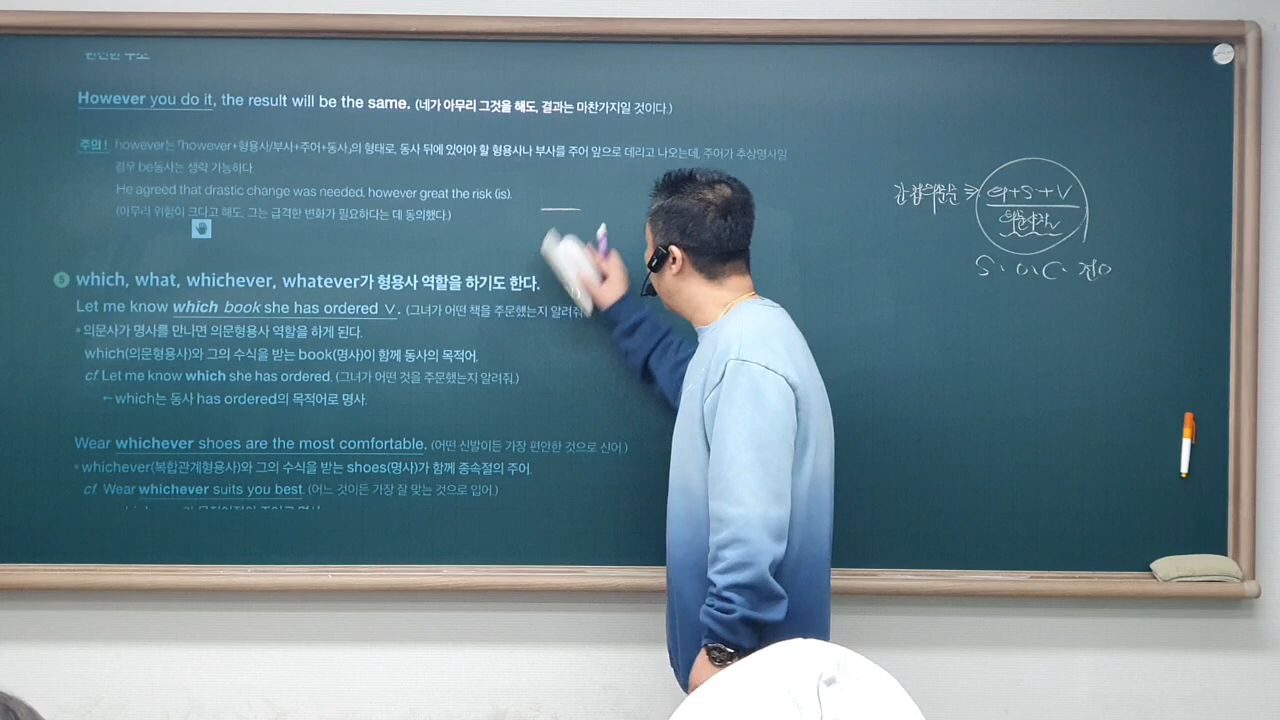 However you do it, the result will be the same. (네가 아무리 그것을 해도, 결과는 마찬가지일 것이다.)
주의! however는 「however+형용사/부사+주어+동사」의 형태로, 동사 뒤에 있어야 할 형용사나 부사를 주어 앞으로 데리고 나오는데, 주어가 추상명사일
경우 be동사는 생략 가능하다.
He agreed that drastic change was needed, however great the risk (is).
(아무리 위험이 크다고 해도, 그는 급격한 변화가 필요하다는 데 동의했다.)
5 which, what, whichever, whatever가 형용사 역할을 하기도 한다.
Let me know which book she has ordered V. (그녀가 어떤 책을 주문했는지 알려줘
* 의문사가 명사를 만나면 의문형용사 역할을 하게 된다.
which(의문형용사)와 그의 수식을 받는 book(명사)이 함께 동사의 목적어.
cf Let me know which she has ordered. (그녀가 어떤 것을 주문했는지 알려줘.)
←which는 동사 has ordered의 목적어로 명사.
Wear whichever shoes are the most comfortable. (어떤 신발이든 가장 편안한 것으로 신어.)
* whichever(복합관계형용사)와 그의 수식을 받는 shoes(명사)가 함께 종속절의 주어.
cf Wear whichever suits you best. (어느 것이든 가장 잘 맞는 것으로 입어.)
간접의문문 ⇒ 의+S+V
S. O. C. 전O